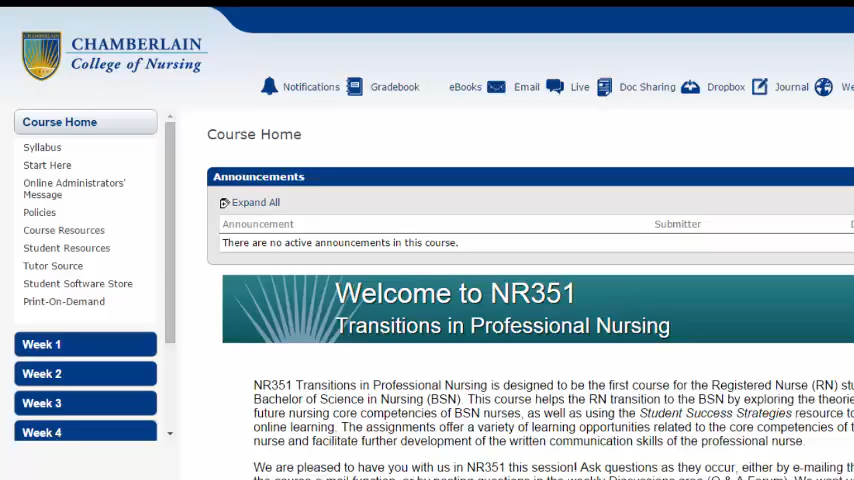 CHAMBERLAIN
College of Nursing
Notifications Gradebook eBooks Email Live Doc Sharing Dropbox Journal
Course Home
Syllabus
Start Here
Online Administrators'
Message
Policies
Course Resources
Student Resources
Tutor Source
Student Software Store
Print-On-Demand
Week 1
Week 2
Week 3
Week 4
Course Home
Announcements
Expand All
Announcement Submitter
There are no active announcements in this course.
Welcome to NR351
Transitions in Professional Nursing
NR351 Transitions in Professional Nursing is designed to be the first course for the Registered Nurse (RN)
Bachelor of Science in Nursing (BSN). This course helps the RN transition to the BSN by exploring the
future nursing core competencies of BSN nurses, as well as using the Student Success Strategies resource
online learning. The assignments offer a variety of learning opportunities related to the core competencies of
nurse and facilitate further development of the written communication skills of the professional nurse.
We are pleased to have you with us in NR351 this session! Ask questions as they occur, either by e-mailing